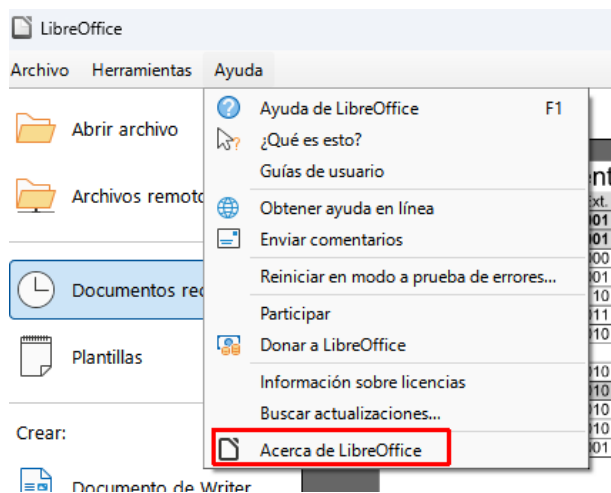 LibreOffice
Archivo Herramientas Ayuda
Abrir archivo
Archivos remoto
Documentos rec
Plantillas
Crear:
Documento de Writer
Ayuda de LibreOffice F1
¿Qué es esto?
Guías de usuario
Obtener ayuda en línea
Enviar comentarios
Reiniciar en modo a prueba de errores...
Participar
Donar a LibreOffice
Información sobre licencias
Buscar actualizaciones...
Acerca de LibreOffice